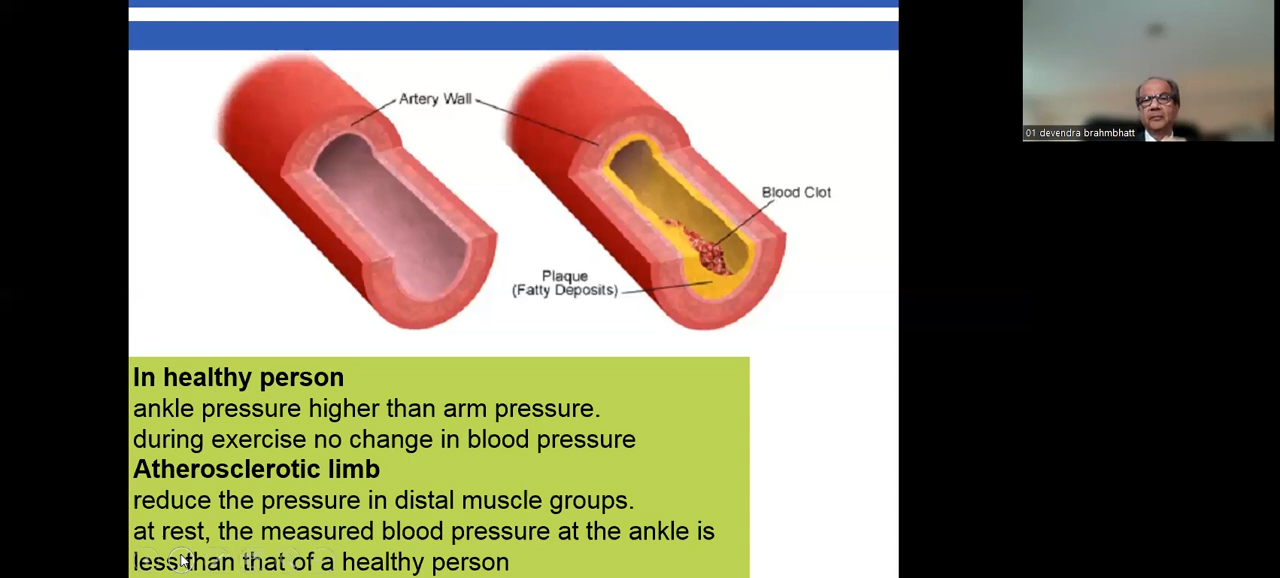 Artery Wall
Blood Clot
Plaque
(Fatty Deposits)
In healthy person
ankle pressure higher than arm pressure.
during exercise no change in blood pressure
Atherosclerotic limb
reduce the pressure in distal muscle groups.
at rest, the measured blood pressure at the ankle is
less than that of a healthy person
01 devendra brahmbhatt